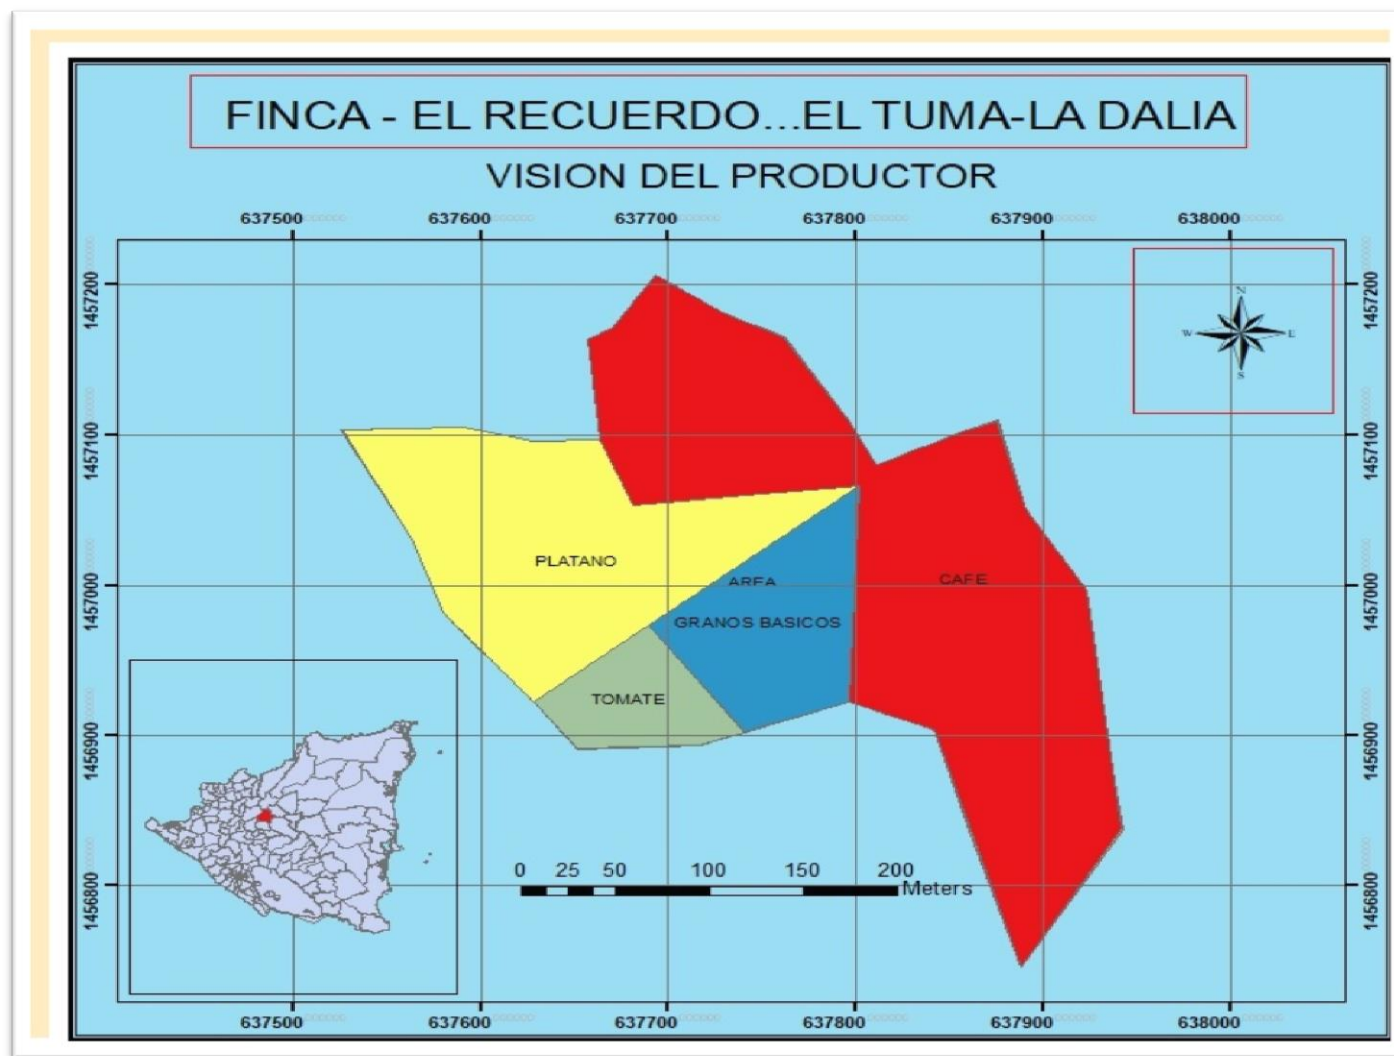 FINCA - EL RECUERDO...EL TUMA-LA DALIA
VISION DEL PRODUCTOR
637500 637600 637700 637800 637900 638000
1457200 1457200
N
W E
S
1457100 1457100
PLATANO
AREA
CAFE
1457000 1457000
GRANOS BASICOS
TOMATE
1456900 1456900
0 25 50 100 150 200
Meters
1456800 1456800
637500 637600 637700 637800 637900 638000